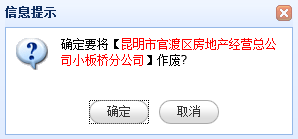 信息提示
确定要将【昆明市官渡区房地产经营总公
司小板桥分公司】作废?
确定
取消